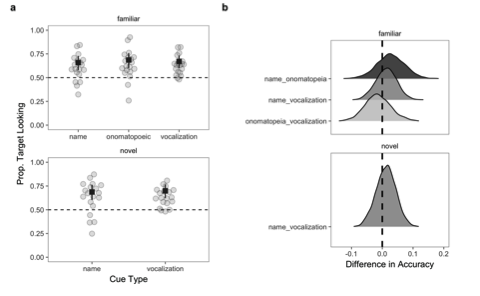 a
b
familiar
1.00
0.75
0.50
0.25
0.00
name
onomatopoeic
vocalization
novel
1.00
0.75
0.50
0.25
0.00
name
vocalization
Prop. Target Looking
Cue Type
familiar
name_onomatopeia
name_vocalization
onomatopeia_vocalization
novel
name_vocalization
-0.1
0.0
0.1
0.2
Difference in Accuracy